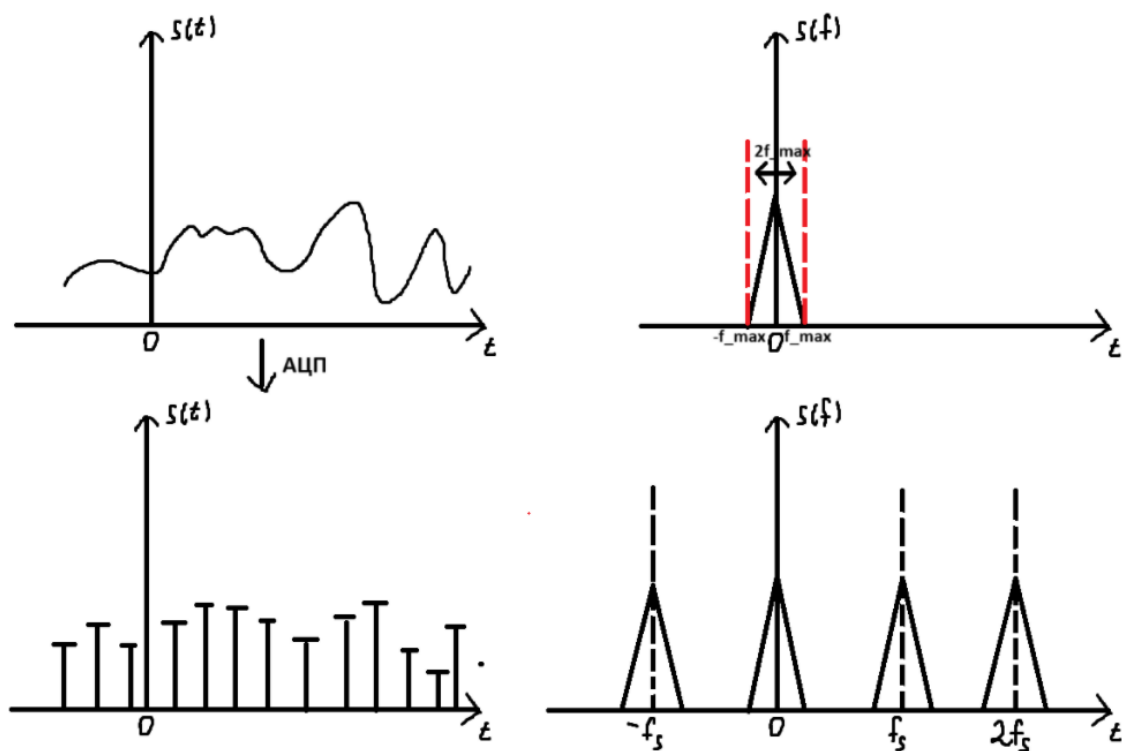 S(t)
t
0
АЦП
S(f)
2f_max
-f_max
0
f_max
t
S(t)
0
t
S(f)
-fs
0
fs
2fs
t